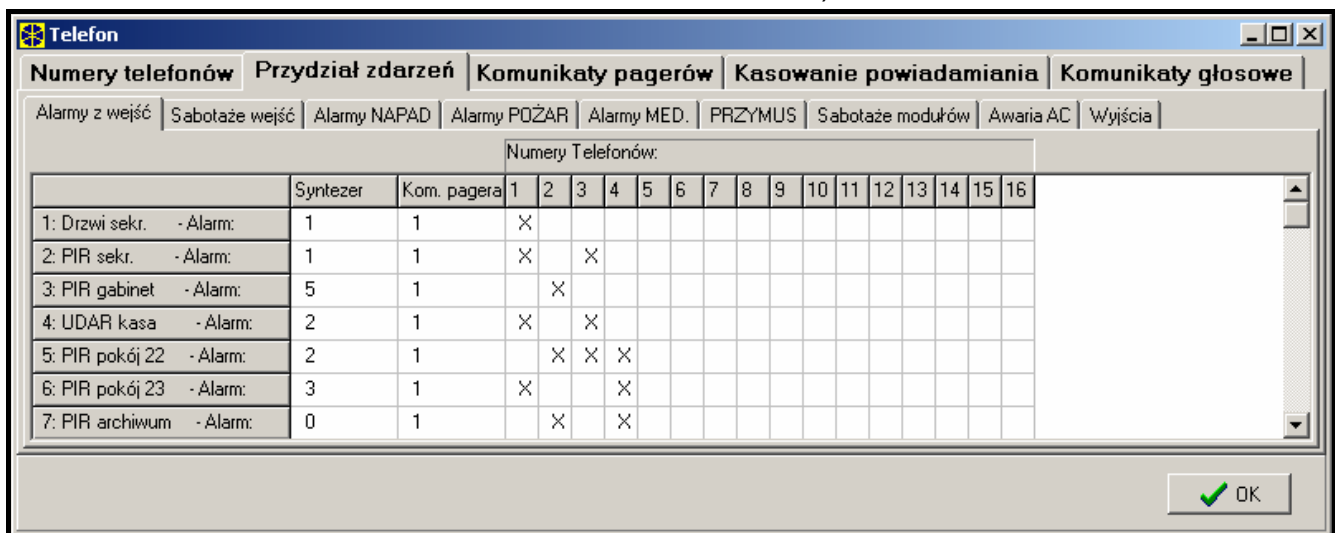 Telefon
Numery telefonów Przydział zdarzeń Komunikaty pagerów Kasowanie powiadamiania Komunikaty głosowe
Alarmy z wejść Sabotaże wejść Alarmy NAPAD Alarmy POŻAR Alarmy MED. PRZYMUS Sabotaże modułów Awaria AC Wyjścia
Numery Telefonów:
Syntezer Kom. pagera 1 2 3 4 5 6 7 8 9 10 11 12 13 14 15 16
1: Drzwi sekr. - Alarm: 1 1 X
2: PIR sekr. - Alarm: 1 1 X X
3: PIR gabinet - Alarm: 5 1 X
4: UDAR kasa - Alarm: 2 1 X X
5: PIR pokój 22 - Alarm: 2 1 X X X
6: PIR pokój 23 - Alarm: 3 1 X X
7: PIR archiwum - Alarm: 0 1 X X
OK